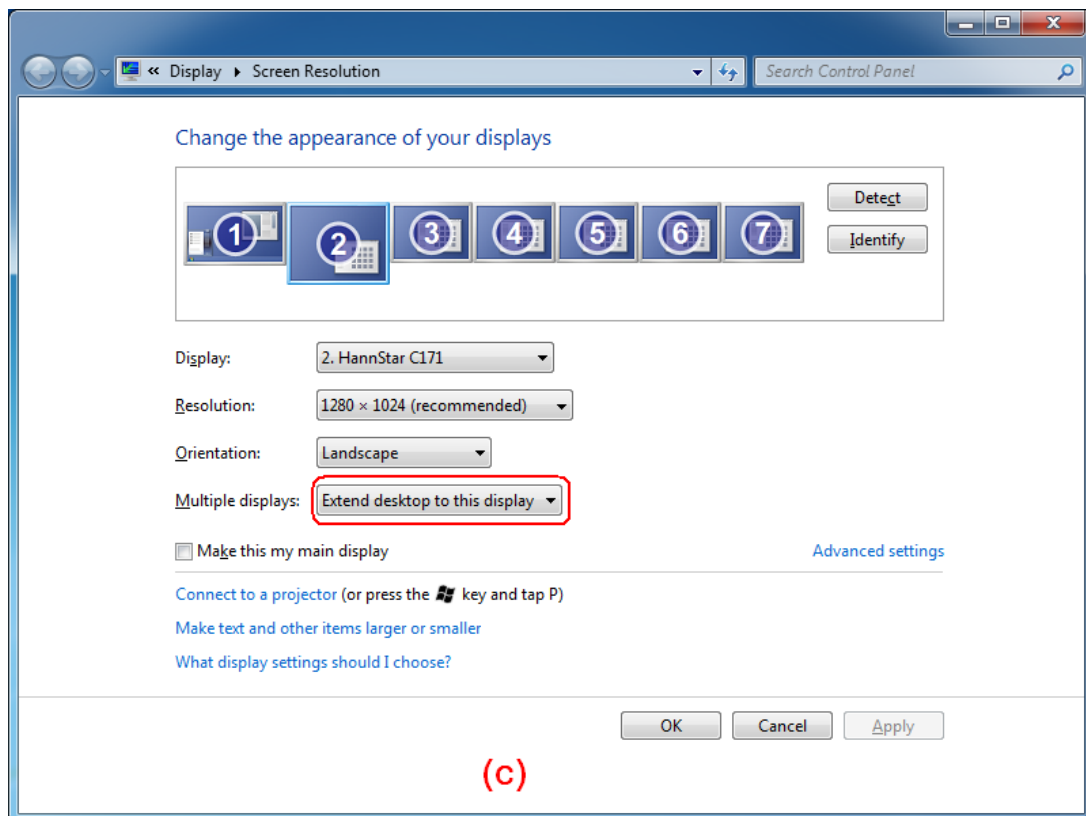 « Display ▸ Screen Resolution
Search Control Panel
Change the appearance of your displays
1 2 3 4 5 6 7
Detect
Identify
Display: 2. HannStar C171
Resolution: 1280 × 1024 (recommended)
Orientation: Landscape
Multiple displays: Extend desktop to this display
Make this my main display
Advanced settings
Connect to a projector (or press the key and tap P)
Make text and other items larger or smaller
What display settings should I choose?
OK Cancel Apply
(c)